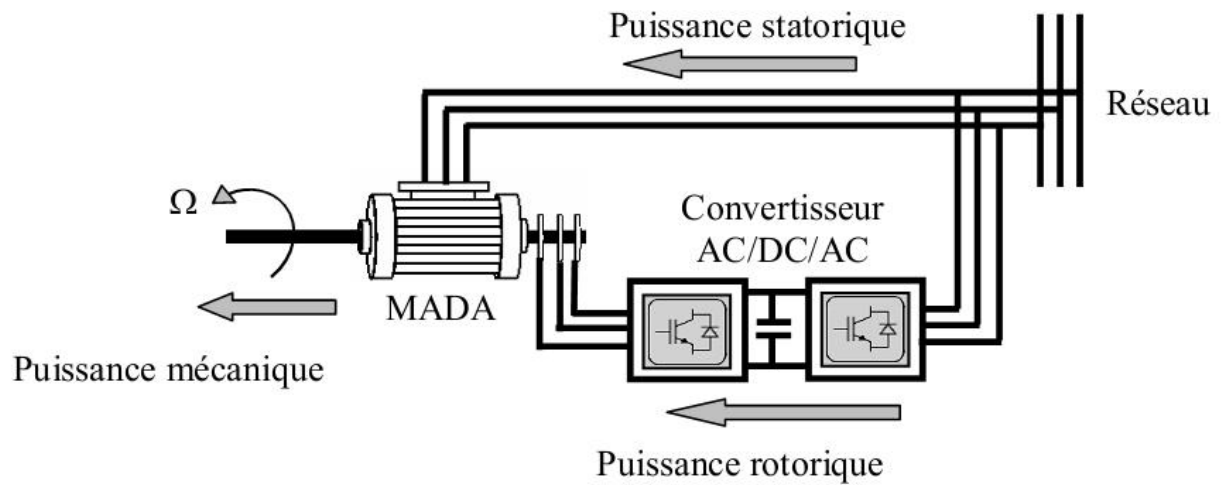 Puissance statorique
Réseau
Ω
Convertisseur
AC/DC/AC
MADA
Puissance mécanique
Puissance rotorique